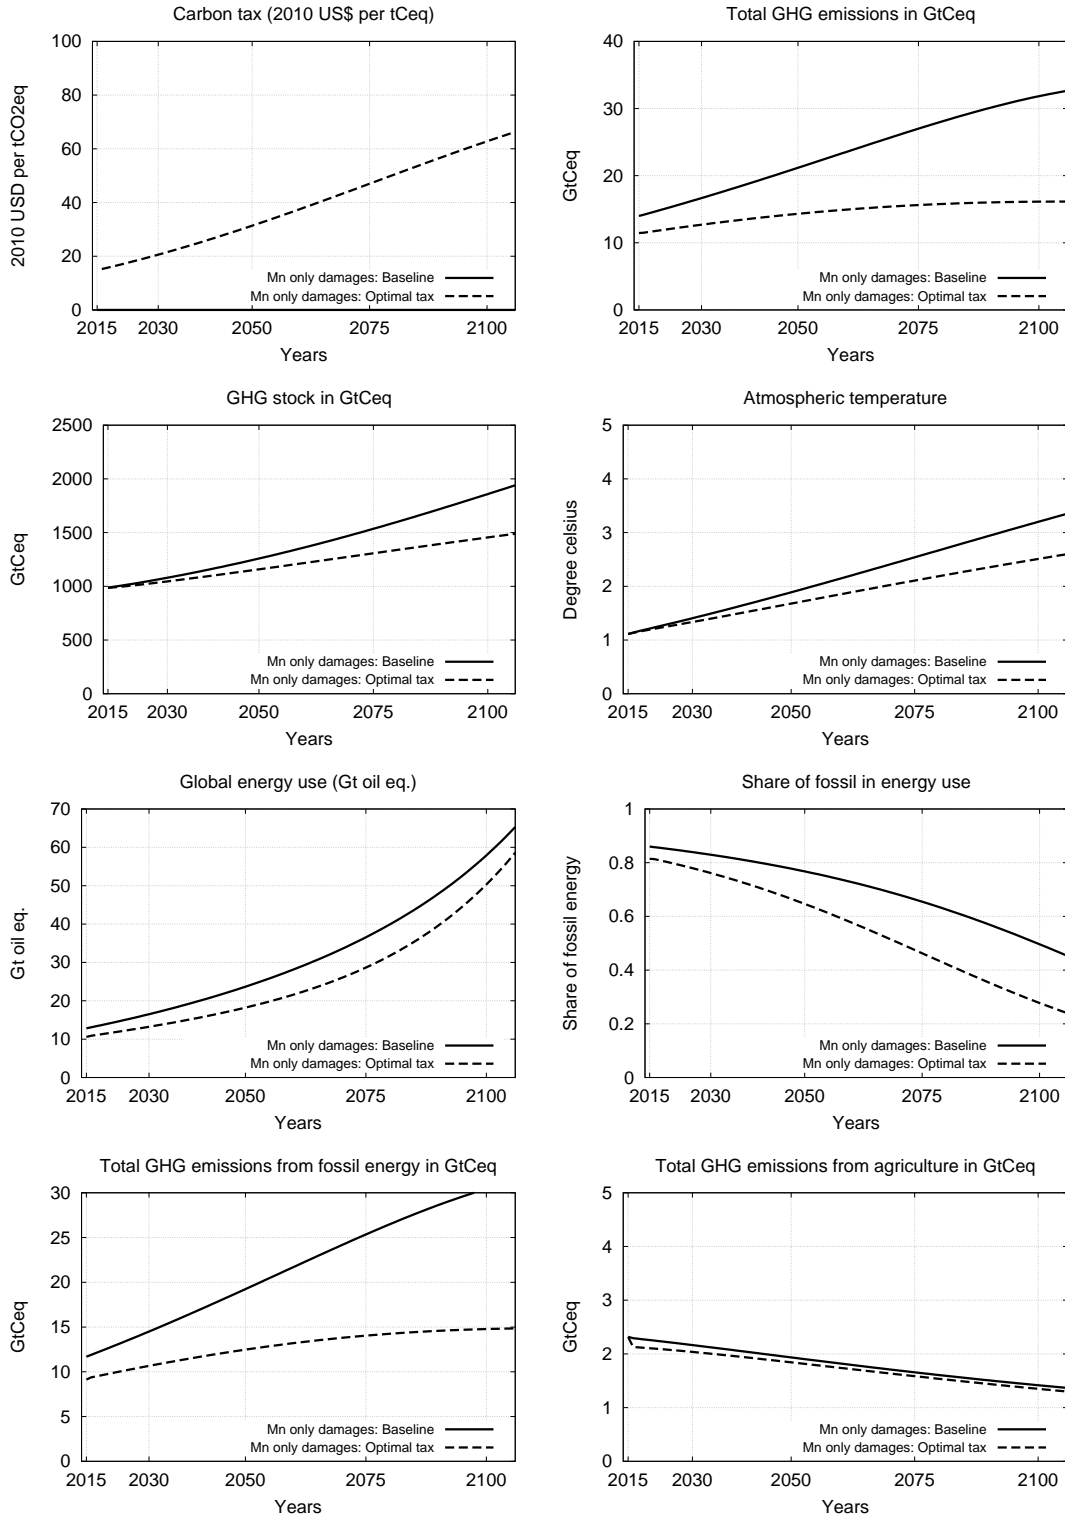 Carbon tax (2010 US$ per tCeq)
100
80
60
40
20
0
2010 USD per tCO2eq
Mn only damages: Baseline
Mn only damages: Optimal tax
2015 2030 2050 2075 2100
Years
Total GHG emissions in GtCeq
40
30
20
10
0
GtCeq
Mn only damages: Baseline
Mn only damages: Optimal tax
2015 2030 2050 2075 2100
Years
GHG stock in GtCeq
2500
2000
1500
1000
500
0
GtCeq
Mn only damages: Baseline
Mn only damages: Optimal tax
2015 2030 2050 2075 2100
Years
Atmospheric temperature
5
4
3
2
1
0
Degree celsius
Mn only damages: Baseline
Mn only damages: Optimal tax
2015 2030 2050 2075 2100
Years
Global energy use (Gt oil eq.)
70
60
50
40
30
20
10
0
Gt oil eq.
Mn only damages: Baseline
Mn only damages: Optimal tax
2015 2030 2050 2075 2100
Years
Share of fossil in energy use
1
0.8
0.6
0.4
0.2
0
Share of fossil energy
Mn only damages: Baseline
Mn only damages: Optimal tax
2015 2030 2050 2075 2100
Years
Total GHG emissions from fossil energy in GtCeq
30
25
20
15
10
5
0
GtCeq
Mn only damages: Baseline
Mn only damages: Optimal tax
2015 2030 2050 2075 2100
Years
Total GHG emissions from agriculture in GtCeq
5
4
3
2
1
0
GtCeq
Mn only damages: Baseline
Mn only damages: Optimal tax
2015 2030 2050 2075 2100
Years